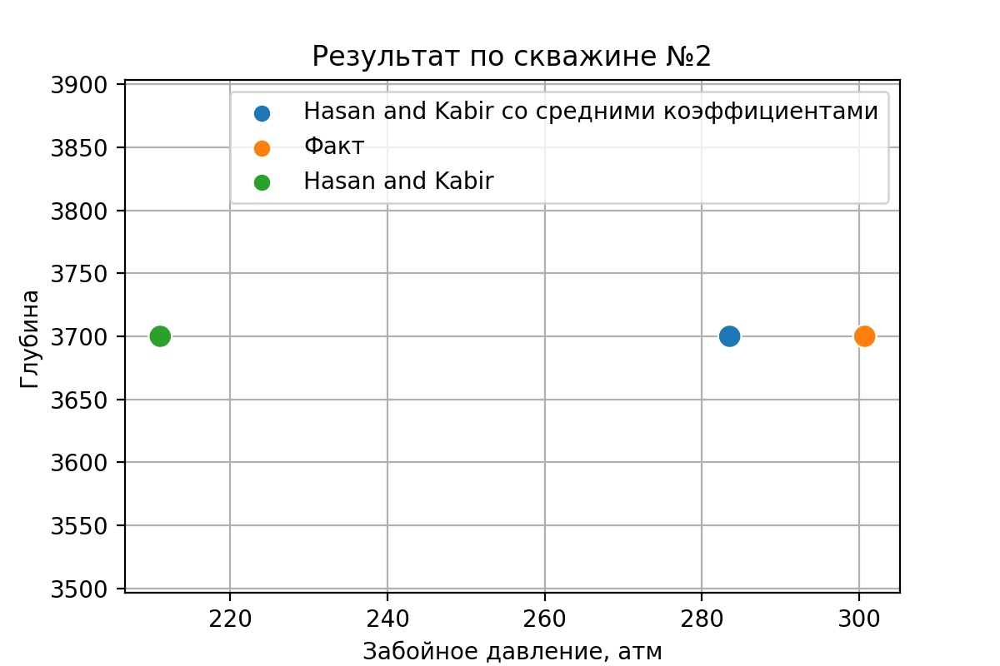 Результат по скважине №2
3900
3850
3800
3750
3700
3650
3600
3550
3500
Глубина
Hasan and Kabir со средними коэффициентами
Факт
Hasan and Kabir
220 240 260 280 300
Забойное давление, атм